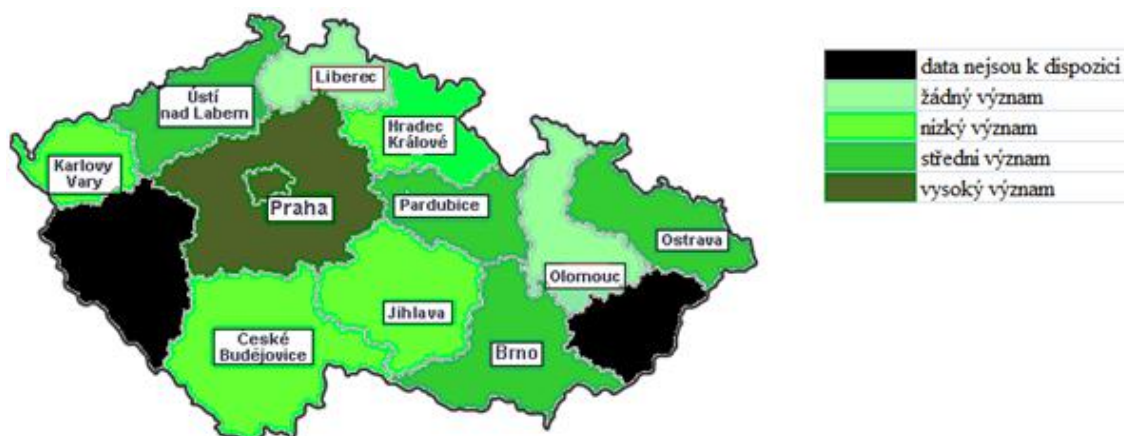 Liberec
Ústí
nad Labem
Hradec
Králové
Karlovy
Vary
Praha
Pardubice
Ostrava
Olomouc
Jihlava
České
Budějovice
Brno
data nejsou k dispozici
žádný význam
nízký význam
střední význam
vysoký význam